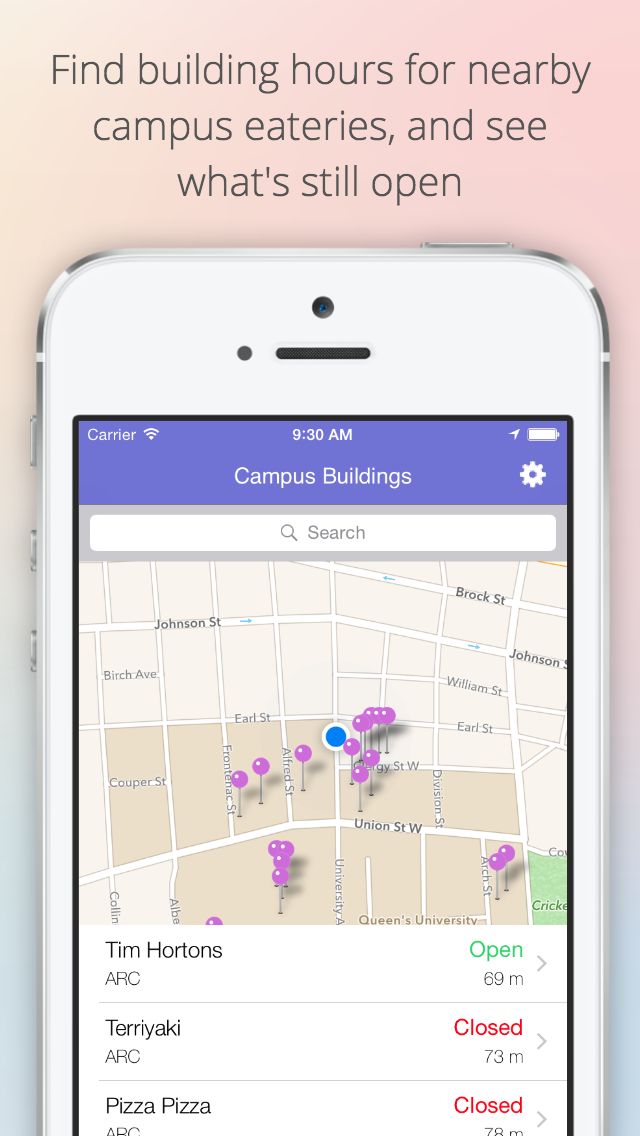 Find building hours for nearby
campus eateries, and see
what's still open
Carrier 9:30 AM
Campus Buildings
Search
Brock St
Johnson St
Johnson S
Birch Ave
William St
Earl St
Earl St
Clergy St W
Couper St
Frontenac St
Alfred St
Division St
Union St W
Collin
Albe
University A
Arch St
Cov
Cricke
Queen's University
Tim Hortons Open
ARC 69 m
Terriyaki Closed
ARC 73 m
Pizza Pizza Closed
ARC 78 m